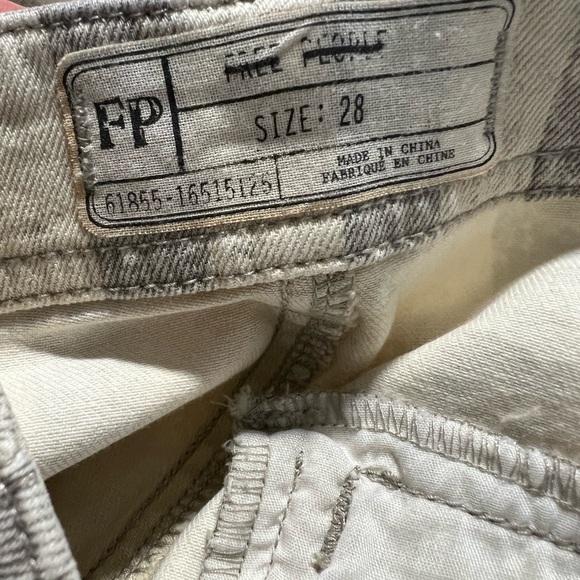 FREE PEOPLE
FP
SIZE: 28
MADE IN CHINA
FABRIQUÉ EN CHINE
61855-16515125